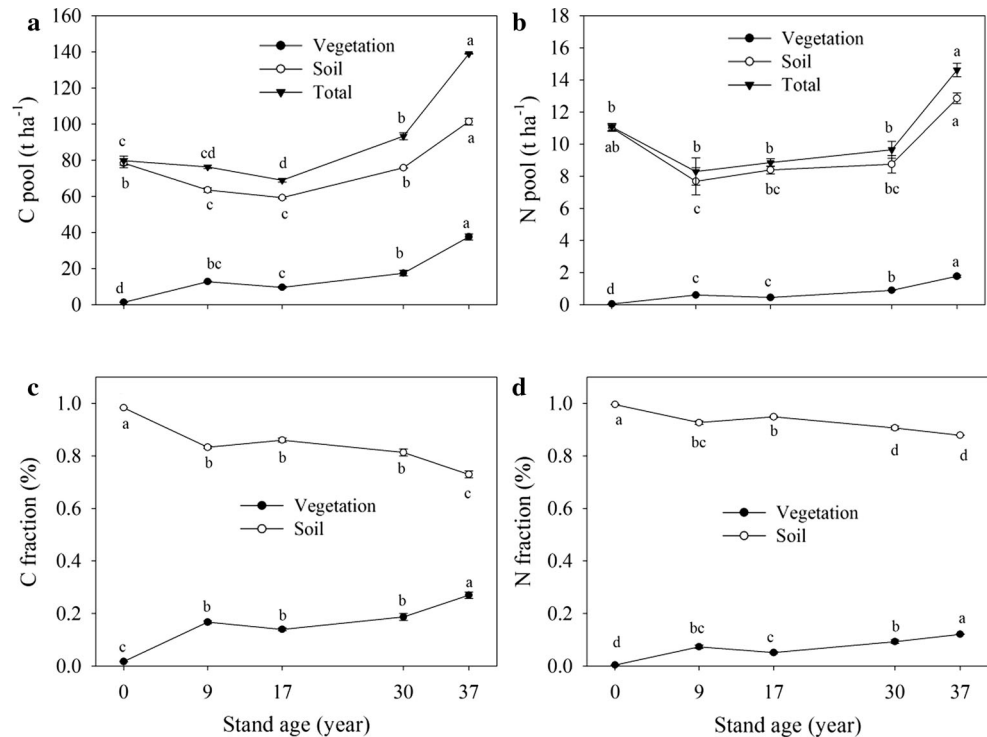 a
C pool (t ha⁻¹)
160
140
120
100
80
60
40
20
0
Vegetation
Soil
Total
c
cd
d
b
a
b
c
c
b
a
d
bc
c
b
a
b
N pool (t ha⁻¹)
18
16
14
12
10
8
6
4
2
0
Vegetation
Soil
Total
b
b
b
b
a
ab
c
bc
bc
a
d
c
c
b
a
c
C fraction (%)
1.0
0.8
0.6
0.4
0.2
0.0
a
b
b
b
c
Vegetation
Soil
c
b
b
b
a
0 9 17 30 37
Stand age (year)
d
N fraction (%)
1.0
0.8
0.6
0.4
0.2
0.0
a
bc
b
d
d
Vegetation
Soil
d
bc
c
b
a
0 9 17 30 37
Stand age (year)